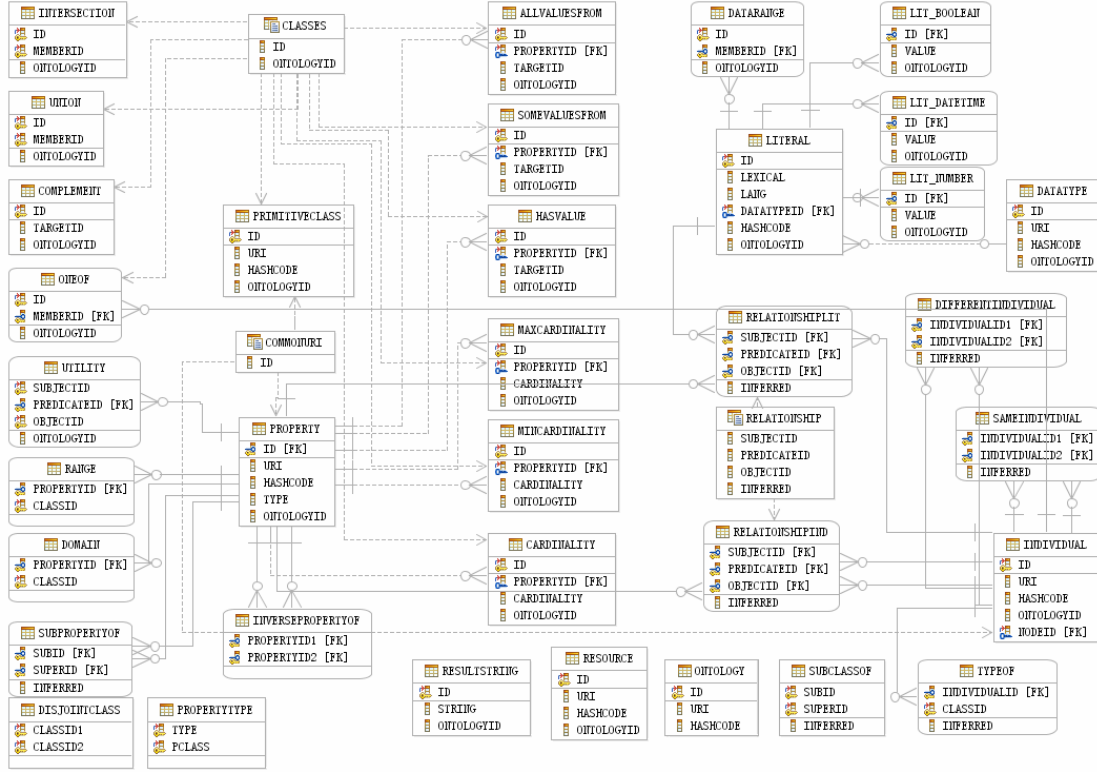 INTERSECTION
ID
MEMBERID
ONTOLOGYID
CLASSES
ID
ONTOLOGYID
ALLVALUESFROM
ID
PROPERTYID [FK]
TARGETID
ONTOLOGYID
DATARANGE
ID
MEMBERID [FK]
ONTOLOGYID
LIT_BOOLEAN
ID [FK]
VALUE
ONTOLOGYID
UNION
ID
MEMBERID
ONTOLOGYID
SOMEVALUESFROM
ID
PROPERTYID [FK]
TARGETID
ONTOLOGYID
LIT_DATETIME
ID [FK]
VALUE
ONTOLOGYID
LITERAL
ID
LEXICAL
LANG
DATATYPEID [FK]
HASHCODE
ONTOLOGYID
LIT_NUMBER
ID [FK]
VALUE
ONTOLOGYID
DATATYPE
ID
URI
HASHCODE
ONTOLOGYID
COMPLEMENT
ID
TARGETID
ONTOLOGYID
PRIMITIVECLASS
ID
URI
HASHCODE
ONTOLOGYID
HASVALUE
ID
PROPERTYID [FK]
TARGETID
ONTOLOGYID
ONEOF
ID
MEMBERID [FK]
ONTOLOGYID
COMMONURI
ID
MAXCARDINALITY
ID
PROPERTYID [FK]
CARDINALITY
ONTOLOGYID
RELATIONSHIPLIT
SUBJECTID [FK]
PREDICATEID [FK]
OBJECTID [FK]
INFERRED
DIFFERENTINDIVIDUAL
INDIVIDUALID1 [FK]
INDIVIDUALID2 [FK]
INFERRED
UTILITY
SUBJECTID
PREDICATEID [FK]
OBJECTID
ONTOLOGYID
PROPERTY
ID [FK]
URI
HASHCODE
TYPE
ONTOLOGYID
MINCARDINALITY
ID
PROPERTYID [FK]
CARDINALITY
ONTOLOGYID
RELATIONSHIP
SUBJECTID
PREDICATEID
OBJECTID
INFERRED
SAMEINDIVIDUAL
INDIVIDUALID1 [FK]
INDIVIDUALID2 [FK]
INFERRED
RANGE
PROPERTYID [FK]
CLASSID
DOMAIN
PROPERTYID [FK]
CLASSID
CARDINALITY
ID
PROPERTYID [FK]
CARDINALITY
ONTOLOGYID
RELATIONSHIPIND
SUBJECTID [FK]
PREDICATEID [FK]
OBJECTID [FK]
INFERRED
INDIVIDUAL
ID
URI
HASHCODE
ONTOLOGYID
NODEID [FK]
SUBPROPERTYOF
SUBID [FK]
SUPERID [FK]
INFERRED
INVERSEPROPERTYOF
PROPERTYID1 [FK]
PROPERTYID2 [FK]
DISJOINTCLASS
CLASSID1
CLASSID2
PROPERTYTYPE
TYPE
PCLASS
RESULTSTRING
ID
STRING
ONTOLOGYID
RESOURCE
ID
URI
HASHCODE
ONTOLOGYID
ONTOLOGY
ID
URI
HASHCODE
SUBCLASSOF
SUBID
SUPERID
INFERRED
TYPEOF
INDIVIDUALID [FK]
CLASSID
INFERRED